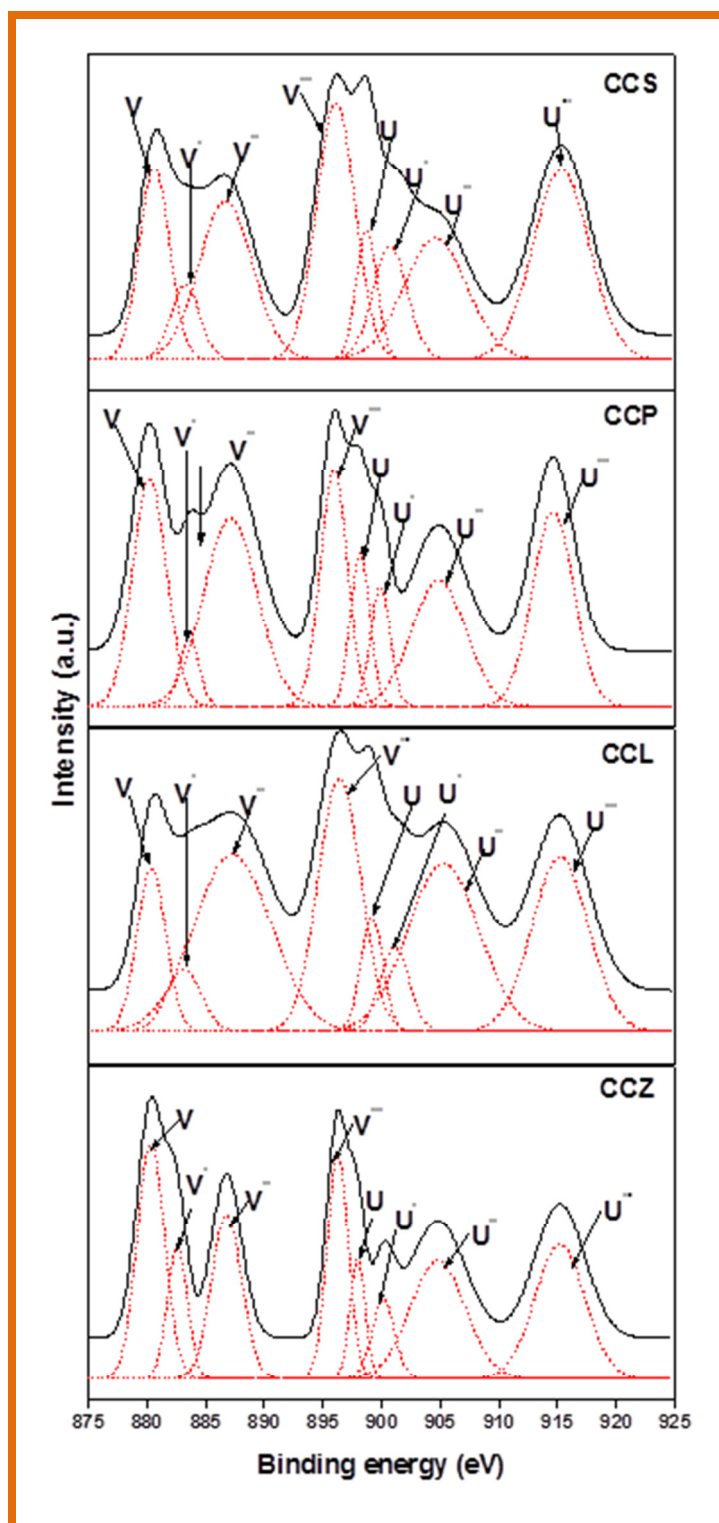 CCS
V V' V‾ V‾ U U' U‾ U¨
CCP
V V' V‾ V‾ U U' U‾ U‾
CCL
V V' V‾ V¨ U U' U‾ U‾
CCZ
V V' V‾ V‾ U U' U‾ U¨
Intensity (a.u.)
875 880 885 890 895 900 905 910 915 920 925
Binding energy (eV)